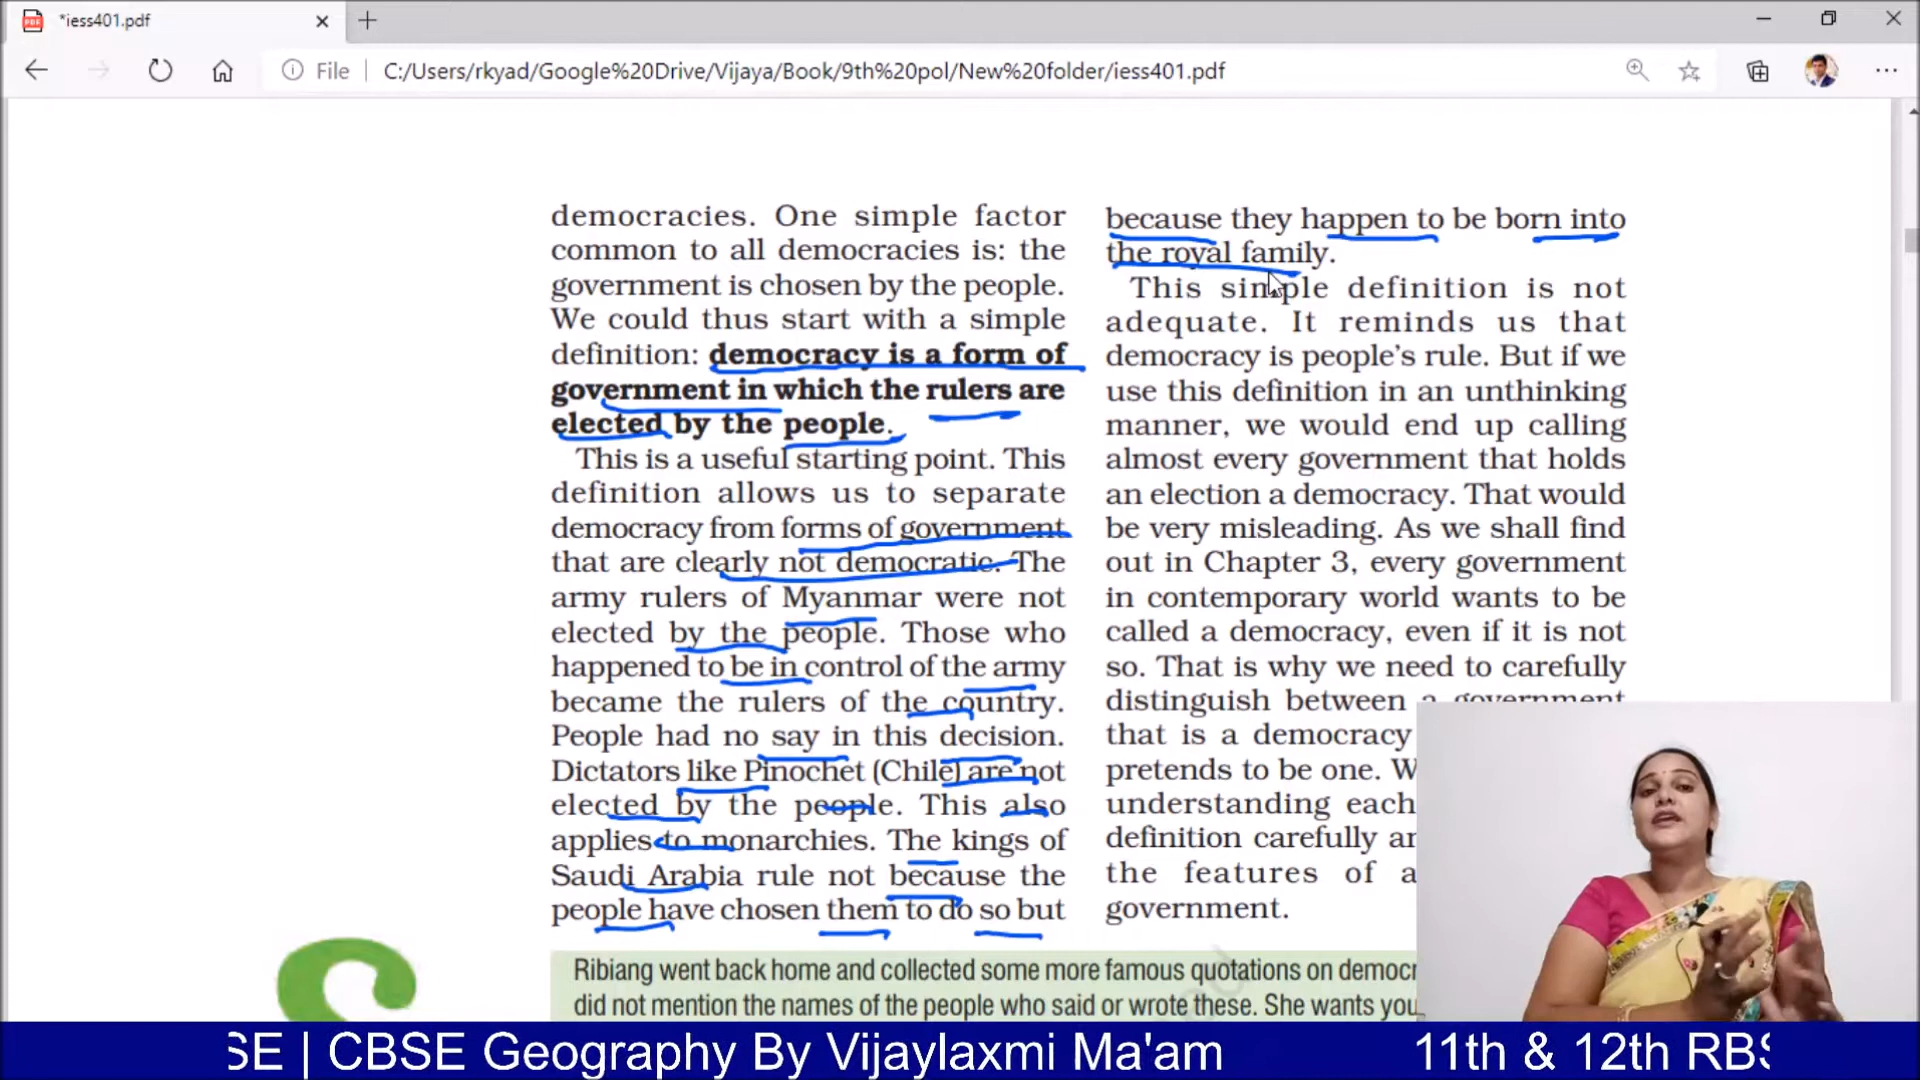 *iess401.pdf
File
C:/Users/rkyad/Google%20Drive/Vijaya/Book/9th%20pol/New%20folder/iess401.pdf
democracies. One simple factor
common to all democracies is: the
government is chosen by the people.
We could thus start with a simple
definition: democracy is a form of
government in which the rulers are
elected by the people.
This is a useful starting point. This
definition allows us to separate
democracy from forms of government
that are clearly not democratic. The
army rulers of Myanmar were not
elected by the people. Those who
happened to be in control of the army
became the rulers of the country.
People had no say in this decision.
Dictators like Pinochet (Chile) are not
elected by the people. This also
applies to monarchies. The kings of
Saudi Arabia rule not because the
people have chosen them to do so but
because they happen to be born into
the royal family.
This simple definition is not
adequate. It reminds us that
democracy is people's rule. But if we
use this definition in an unthinking
manner, we would end up calling
almost every government that holds
an election a democracy. That would
be very misleading. As we shall find
out in Chapter 3, every government
in contemporary world wants to be
called a democracy, even if it is not
so. That is why we need to carefully
distinguish between a government
that is a democracy
pretends to be one. W
understanding each
definition carefully an
the features of a
government.
Ribiang went back home and collected some more famous quotations on democr
did not mention the names of the people who said or wrote these. She wants you
SE | CBSE Geography By Vijaylaxmi Ma'am
11th & 12th RBS